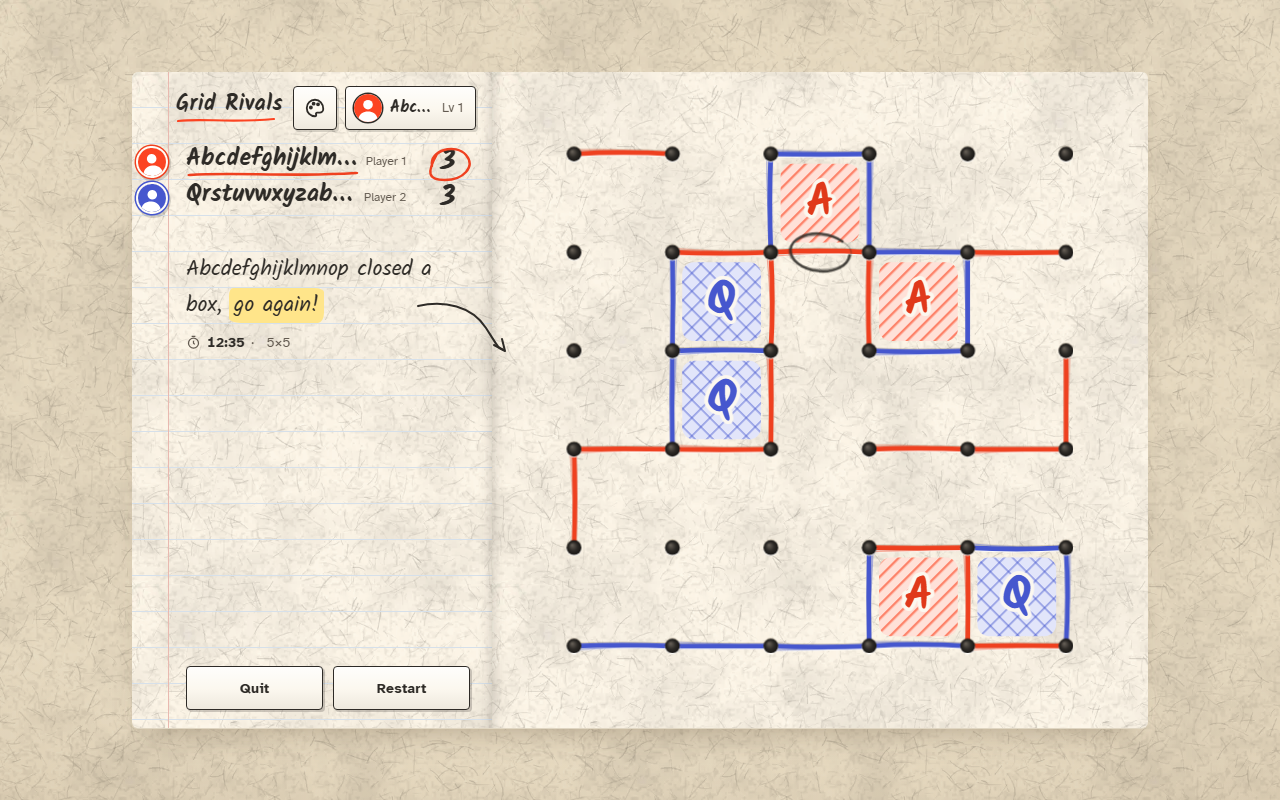 Grid Rivals
Abc... Lv 1
Abcdefghijklm... Player 1 3
Qrstuvwxyzab... Player 2 3
Abcdefghijklmnop closed a
box, go again!
12:35 · 5×5
Quit Restart
A
Q A
Q
A Q